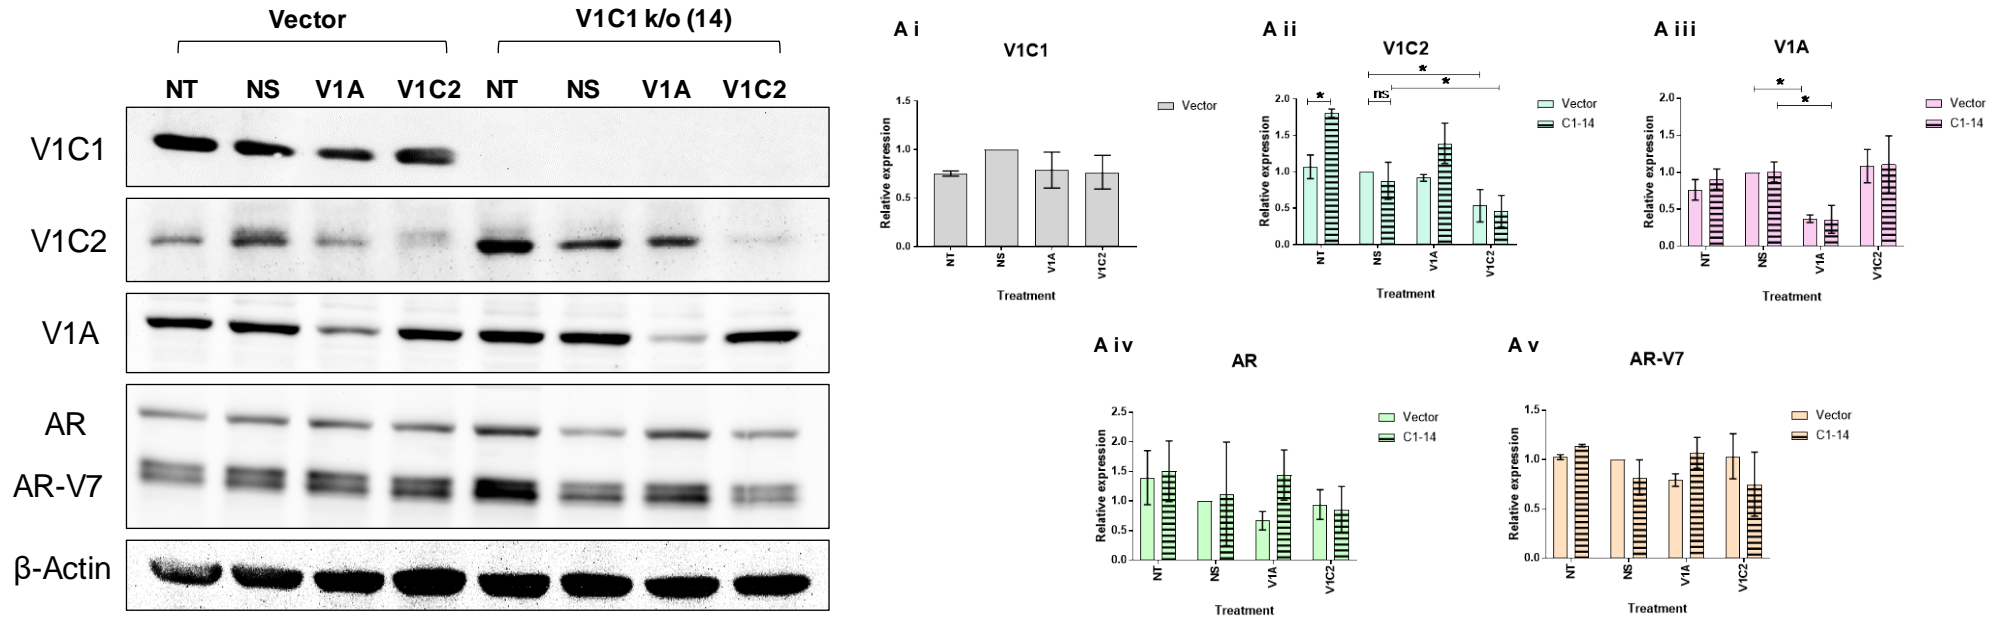 Vector
V1C1 k/o (14)
NT NS V1A V1C2 NT NS V1A V1C2
V1C1
V1C2
V1A
AR
AR-V7
β-Actin
A i
V1C1
Relative expression
1.5
1.0
0.5
0.0
NT NS V1A V1C2
Treatment
Vector
A ii
V1C2
Relative expression
2.0
1.5
1.0
0.5
0.0
* ns * *
NT NS V1A V1C2
Treatment
Vector
C1-14
A iii
V1A
Relative expression
2.0
1.5
1.0
0.5
0.0
* *
NT NS V1A V1C2
Treatment
Vector
C1-14
A iv
AR
Relative expression
2.5
2.0
1.5
1.0
0.5
0.0
NT NS V1A V1C2
Treatment
Vector
C1-14
A v
AR-V7
Relative expression
1.5
1.0
0.5
0.0
NT NS V1A V1C2
Treatment
Vector
C1-14